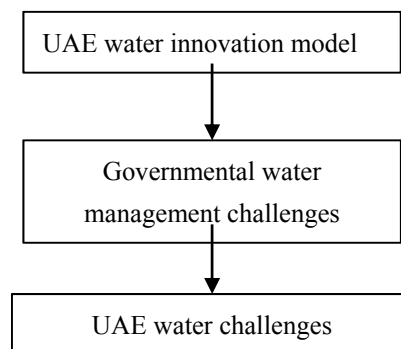 UAE water innovation model
Governmental water
management challenges
UAE water challenges